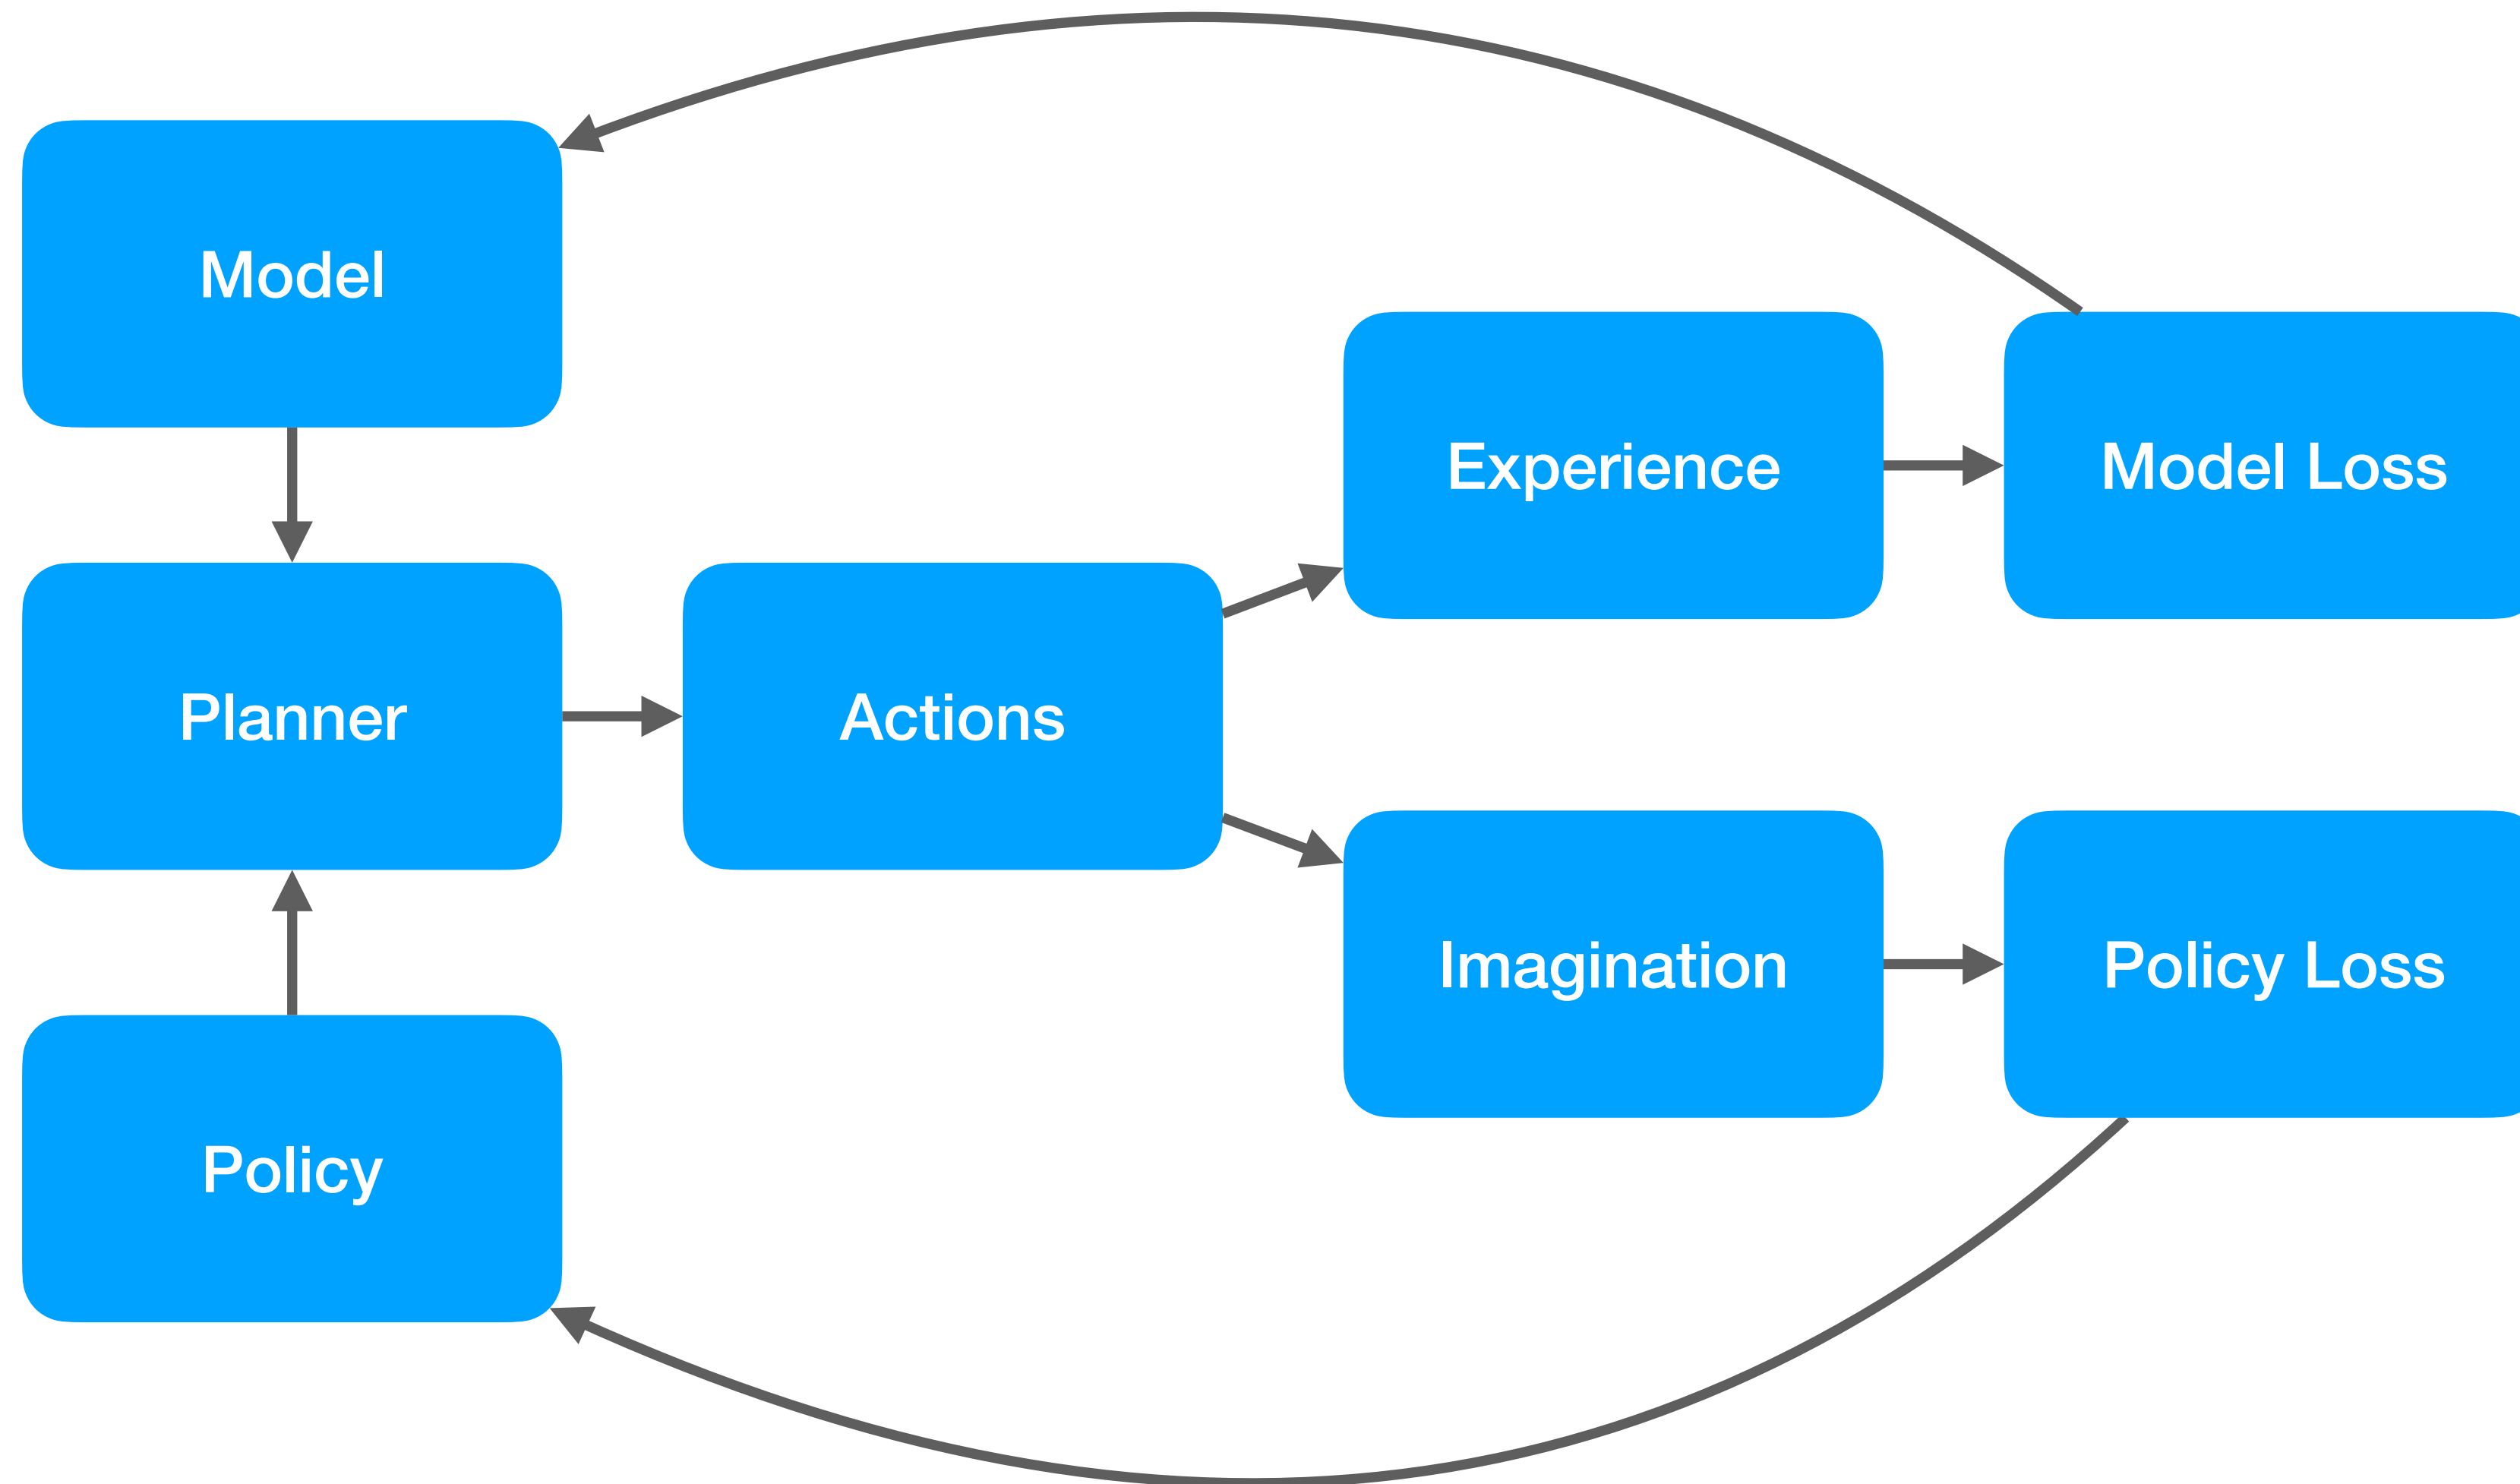 Model
Experience
Model Loss
Planner
Actions
Imagination
Policy Loss
Policy